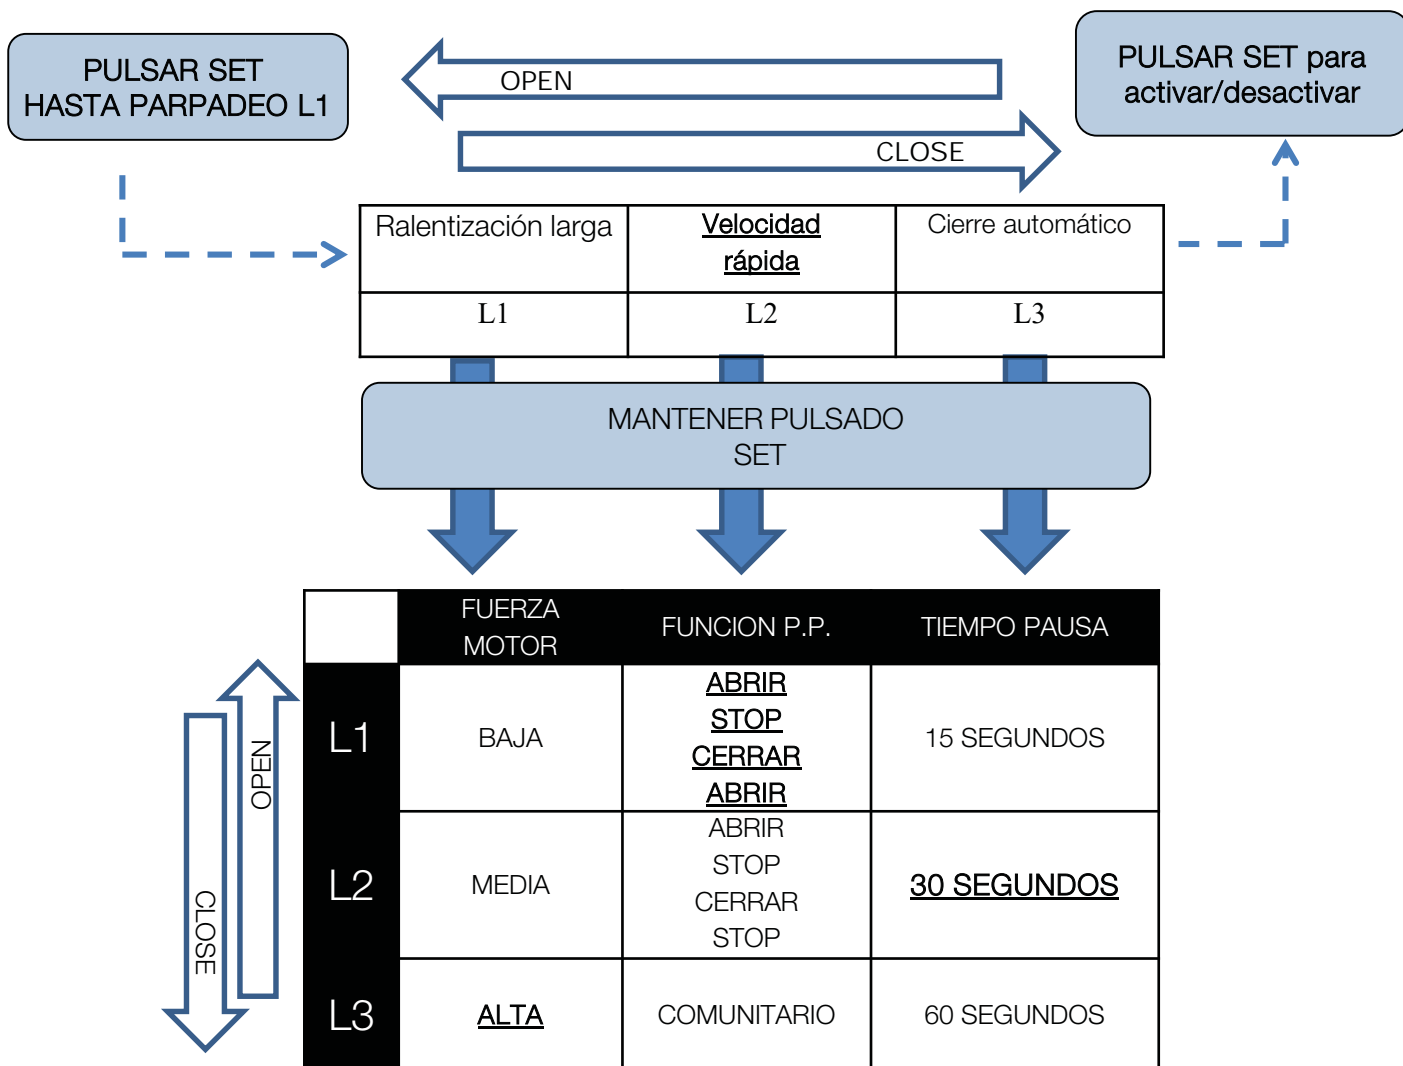 PULSAR SET
HASTA PARPADEO L1
OPEN
CLOSE
PULSAR SET para
activar/desactivar
Ralentización larga
Velocidad
rápida
Cierre automático
L1
L2
L3
MANTENER PULSADO
SET
FUERZA
MOTOR
FUNCION P.P.
TIEMPO PAUSA
OPEN
CLOSE
L1
BAJA
ABRIR
STOP
CERRAR
ABRIR
15 SEGUNDOS
L2
MEDIA
ABRIR
STOP
CERRAR
STOP
30 SEGUNDOS
L3
ALTA
COMUNITARIO
60 SEGUNDOS